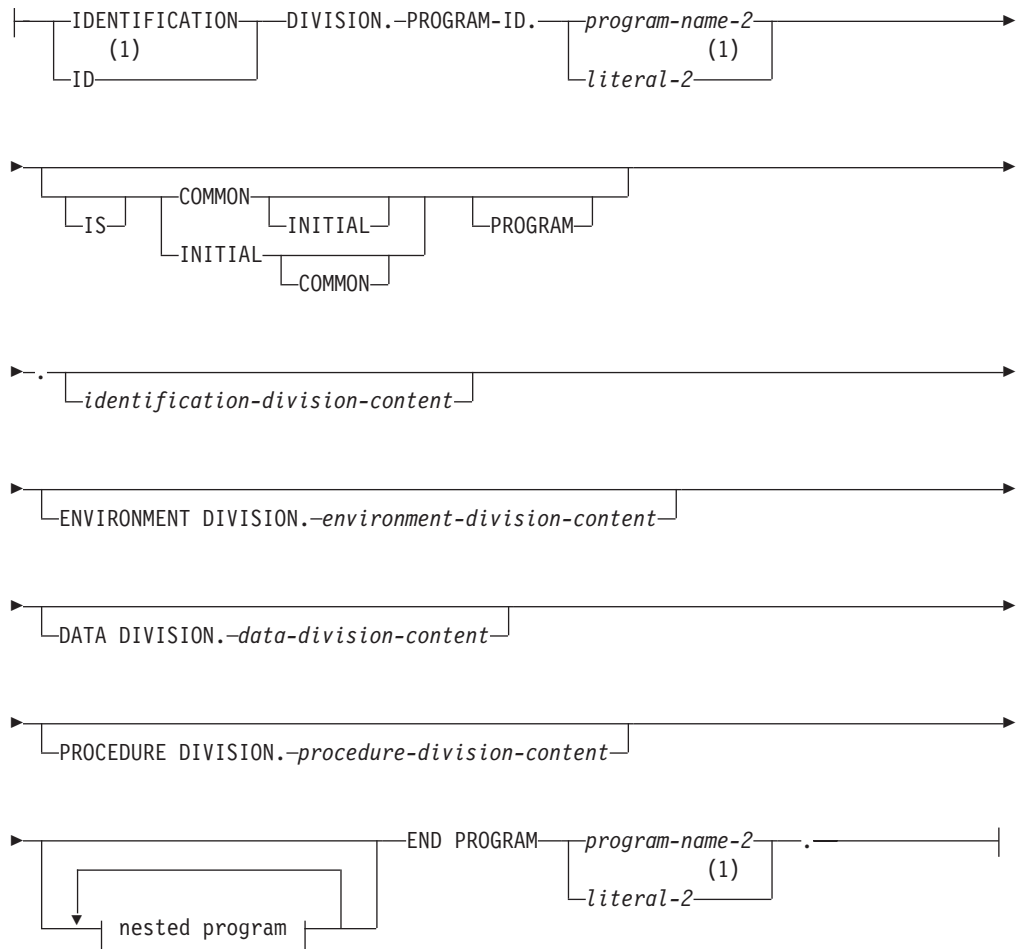 IDENTIFICATION DIVISION. PROGRAM-ID. program-name-2
(1) (1)
ID literal-2
COMMON
IS INITIAL PROGRAM
INITIAL
COMMON
.
identification-division-content
ENVIRONMENT DIVISION. environment-division-content
DATA DIVISION. data-division-content
PROCEDURE DIVISION. procedure-division-content
END PROGRAM program-name-2 .
(1)
literal-2
nested program